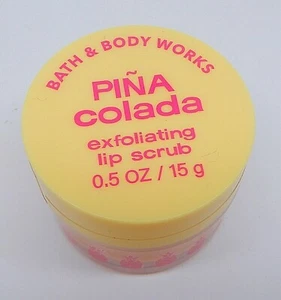 BATH & BODY WORKS
PIÑA
colada
exfoliating
lip scrub
0.5 OZ / 15 g